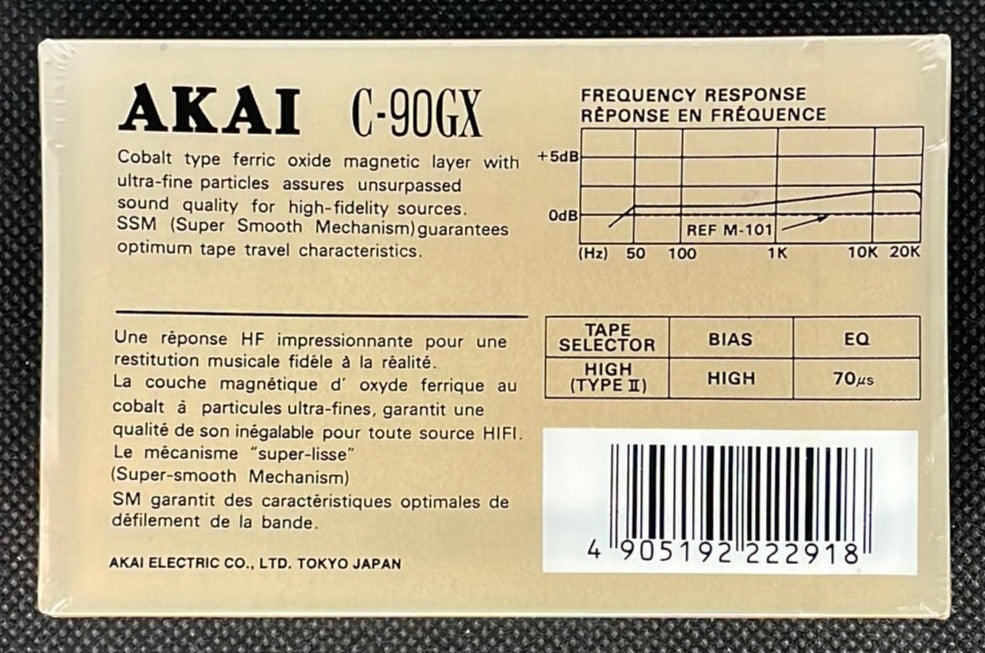 AKAI C-90GX
Cobalt type ferric oxide magnetic layer with
ultra-fine particles assures unsurpassed
sound quality for high-fidelity sources.
SSM (Super Smooth Mechanism)guarantees
optimum tape travel characteristics.
Une réponse HF impressionnante pour une
restitution musicale fidéle à la réalité.
La couche magnétique d' oxyde ferrique au
cobalt à particules ultra-fines, garantit une
qualité de son inégalable pour toute source HIFI.
Le mécanisme "super-lisse"
(Super-smooth Mechanism)
SM garantit des caractéristiques optimales de
défilement de la bande.
AKAI ELECTRIC CO., LTD. TOKYO JAPAN
FREQUENCY RESPONSE
RÉPONSE EN FRÉQUENCE
+5dB
0dB
REF M-101
(Hz) 50 100 1K 10K 20K
TAPE SELECTOR BIAS EQ
HIGH (TYPE II) HIGH 70μs
4 905192 222918